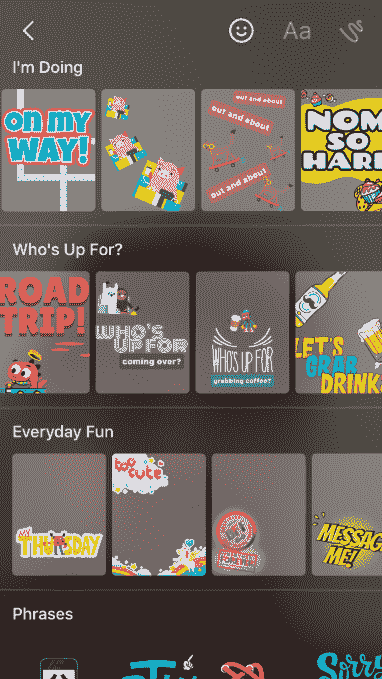 Aa
I'm Doing
on my
WAY!
out and about
out and about
out and about
NOM
SO
HARD
Who's Up For?
ROAD
TRIP!
WHO'S
UP FOR
coming over?
WHO'S UP FOR
grabbing coffee?
LET'S
GRAB
DRINK
Everyday Fun
THURSDAY
too
cute
MESSAG
ME!
Phrases
Sorry